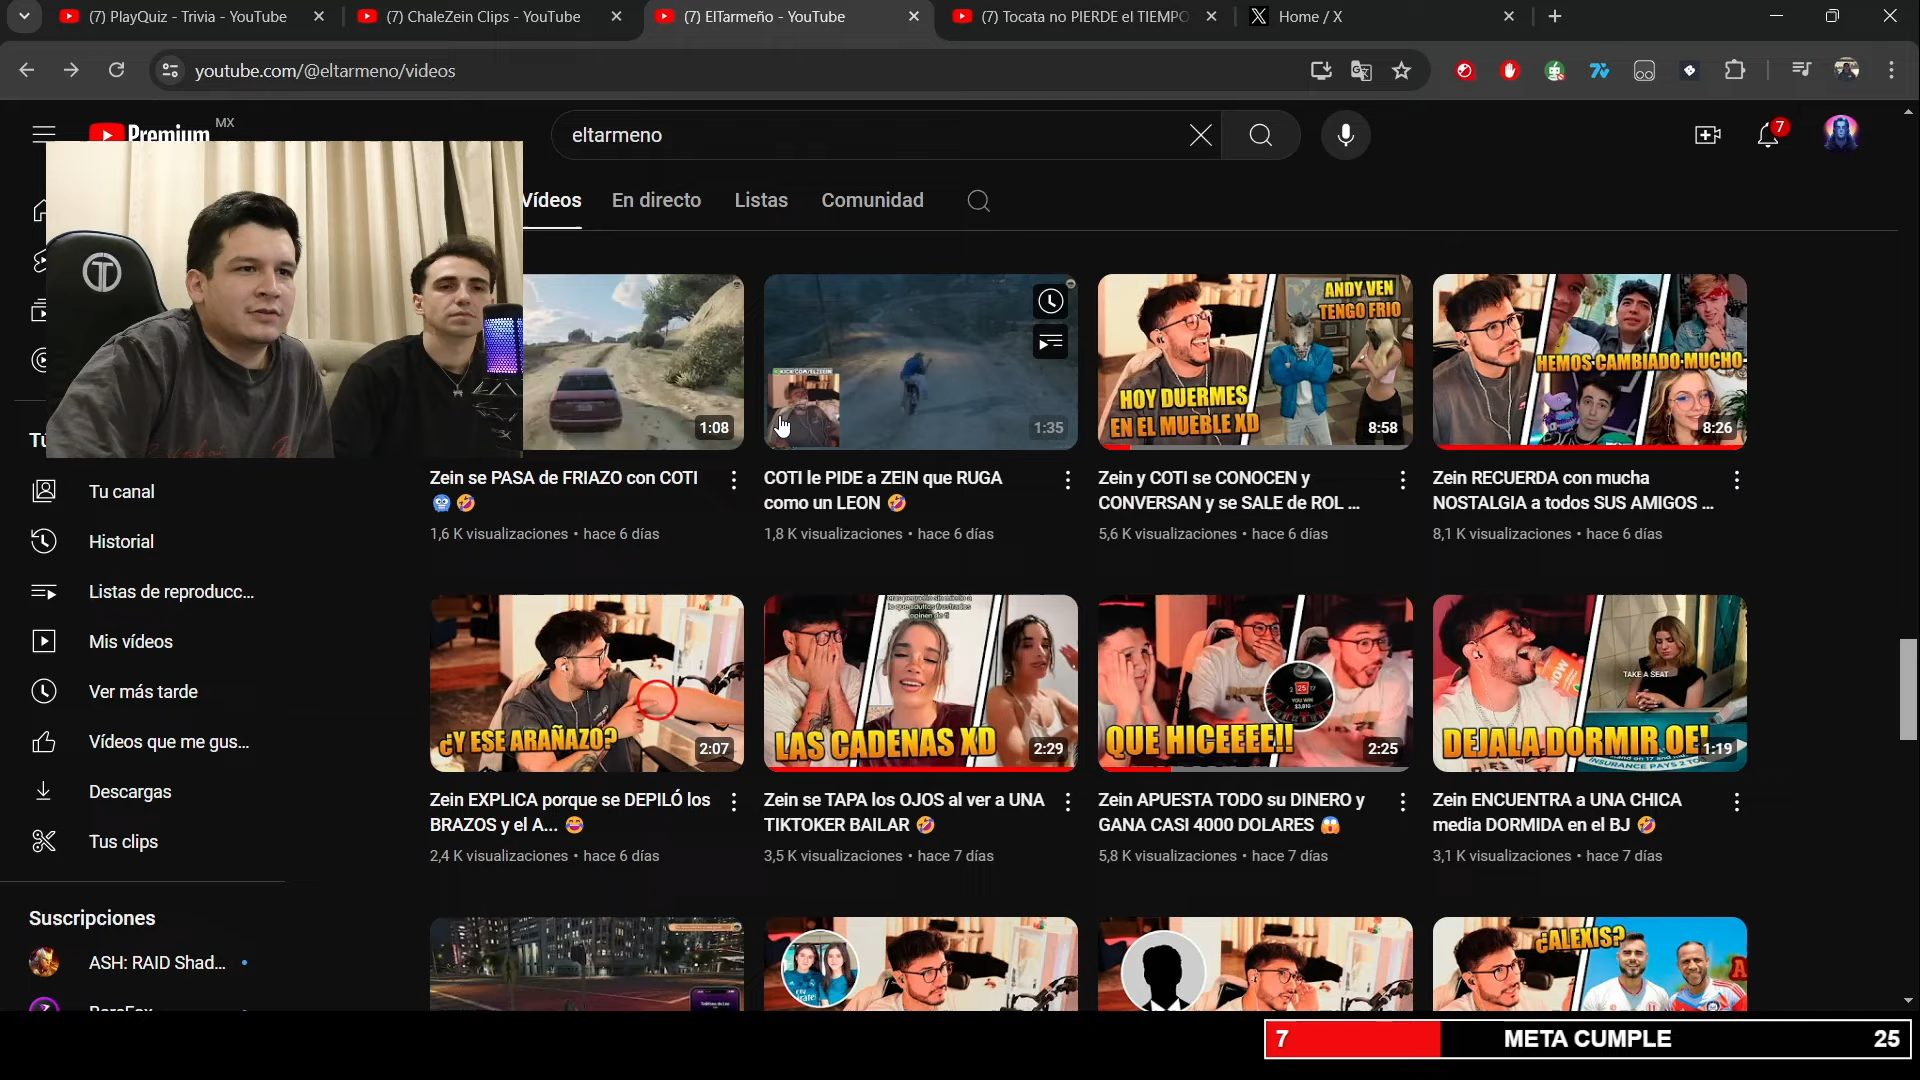 (7) PlayQuiz - Trivia - YouTube
(7) ChaleZein Clips - YouTube
(7) ElTarmeño - YouTube
(7) Tocata no PIERDE el TIEMPO
Home / X
youtube.com/@eltarmeno/videos
Premium MX
eltarmeno
7
Vídeos
En directo
Listas
Comunidad
1:08
1:35
ANDY VEN
TENGO FRIO
HOY DUERMES
EN EL MUEBLE XD
8:58
HEMOS CAMBIADO MUCHO
8:26
Zein se PASA de FRIAZO con COTI
🥶🤣
1,6 K visualizaciones • hace 6 días
COTI le PIDE a ZEIN que RUGA
como un LEON 🤣
1,8 K visualizaciones • hace 6 días
Zein y COTI se CONOCEN y
CONVERSAN y se SALE de ROL ...
5,6 K visualizaciones • hace 6 días
Zein RECUERDA con mucha
NOSTALGIA a todos SUS AMIGOS ...
8,1 K visualizaciones • hace 6 días
Tu canal
Historial
Listas de reproducc...
Mis vídeos
Ver más tarde
Vídeos que me gus...
Descargas
Tus clips
¿Y ESE ARAÑAZO?
2:07
LAS CADENAS XD
2:29
QUE HICEEEE!!
2:25
TAKE A SEAT
DEJALA DORMIR OE!
1:19
Zein EXPLICA porque se DEPILÓ los
BRAZOS y el A... 😂
2,4 K visualizaciones • hace 6 días
Zein se TAPA los OJOS al ver a UNA
TIKTOKER BAILAR 🤣
3,5 K visualizaciones • hace 7 días
Zein APUESTA TODO su DINERO y
GANA CASI 4000 DOLARES 😱
5,8 K visualizaciones • hace 7 días
Zein ENCUENTRA a UNA CHICA
media DORMIDA en el BJ 🤣
3,1 K visualizaciones • hace 7 días
Suscripciones
ASH: RAID Shad...
¿ALEXIS?
7 META CUMPLE 25